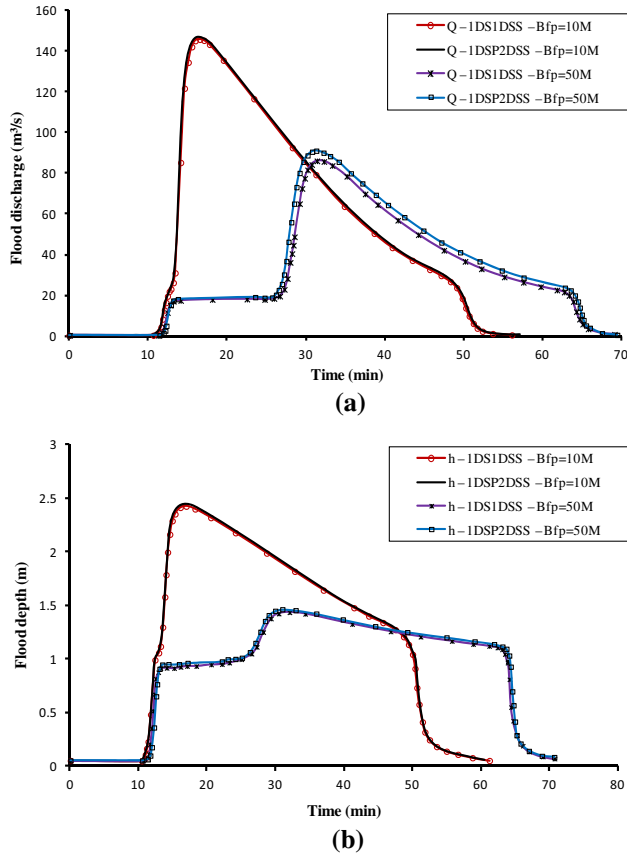 Flood discharge (m³/s)
160
140
120
100
80
60
40
20
0
Q–1DS1DSS –Bfp=10M
Q–1DSP2DSS –Bfp=10M
Q–1DS1DSS –Bfp=50M
Q–1DSP2DSS –Bfp=50M
0 10 20 30 40 50 60 70
Time (min)
(a)
Flood depth (m)
3
2.5
2
1.5
1
0.5
0
h–1DS1DSS –Bfp=10M
h–1DSP2DSS –Bfp=10M
h–1DS1DSS –Bfp=50M
h–1DSP2DSS –Bfp=50M
0 10 20 30 40 50 60 70 80
Time (min)
(b)